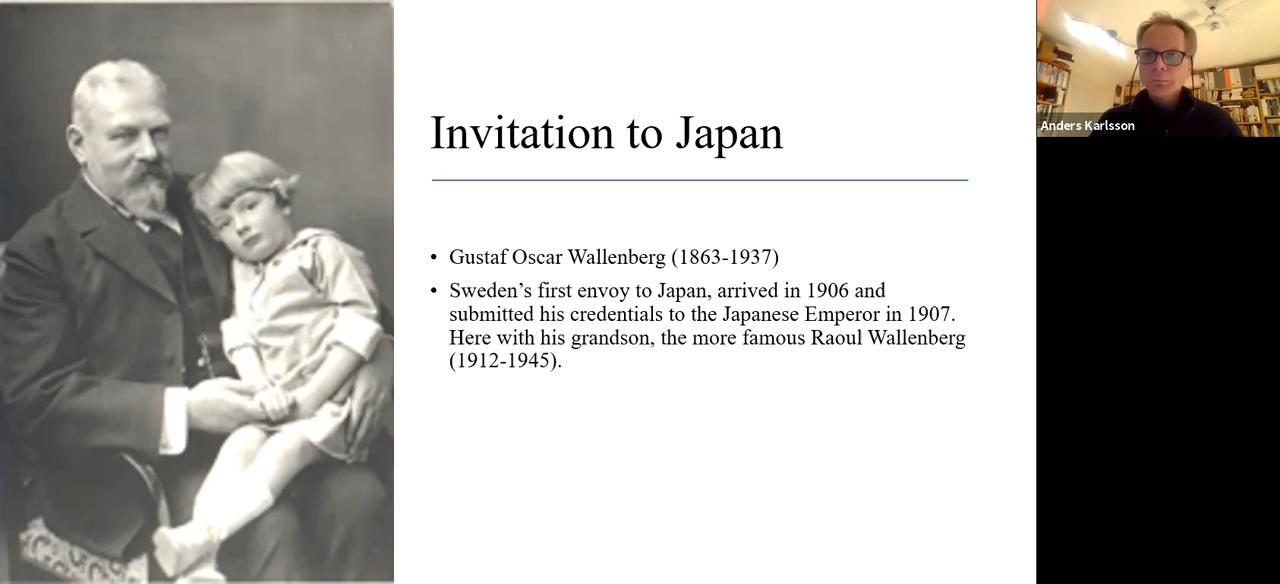 Invitation to Japan
• Gustaf Oscar Wallenberg (1863-1937)
• Sweden’s first envoy to Japan, arrived in 1906 and
submitted his credentials to the Japanese Emperor in 1907.
Here with his grandson, the more famous Raoul Wallenberg
(1912-1945).
Anders Karlsson